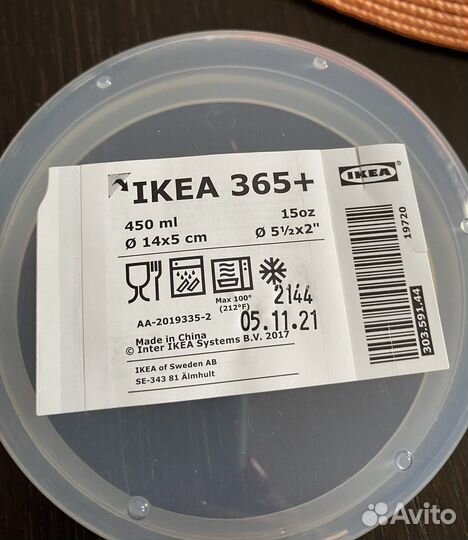 IKEA 365+
IKEA
450 ml 15oz
Ø 14x5 cm Ø 5½x2"
Max 100°
(212°F)
2144
AA-2019335-2
05.11.21
Made in China
© Inter IKEA Systems B.V. 2017
IKEA of Sweden AB
SE-343 81 Älmhult
19720
303.591.44
Avito